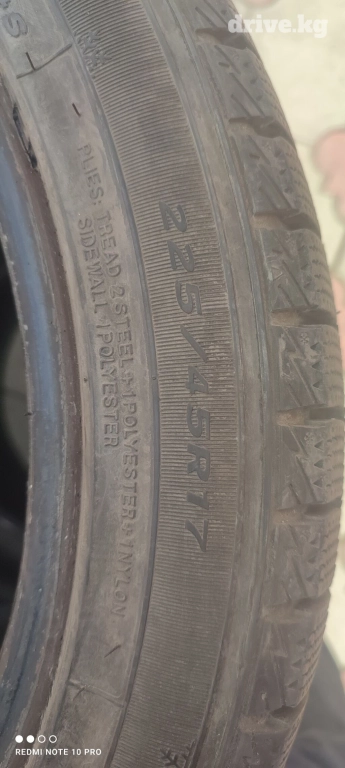 drive.kg
225/45R17
PLIES: TREAD 2 STEEL + 1 POLYESTER + 1 NYLON
SIDEWALL 1 POLYESTER
REDMI NOTE 10 PRO